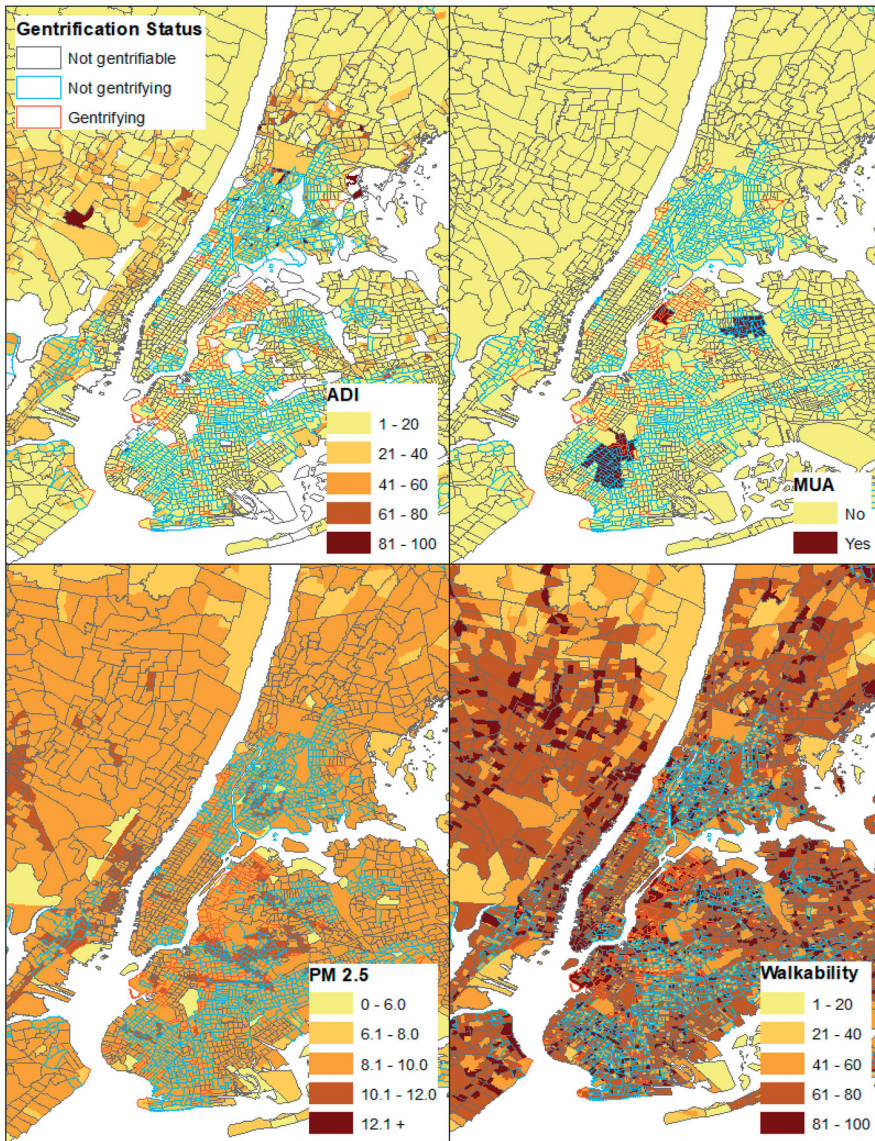 Gentrification Status
Not gentrifiable
Not gentrifying
Gentrifying
ADI
1 - 20
21 - 40
41 - 60
61 - 80
81 - 100
MUA
No
Yes
PM 2.5
0 - 6.0
6.1 - 8.0
8.1 - 10.0
10.1 - 12.0
12.1 +
Walkability
1 - 20
21 - 40
41 - 60
61 - 80
81 - 100